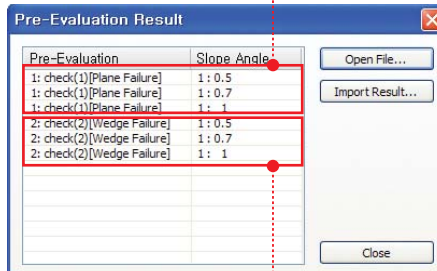 Pre-Evaluation Result
Pre-Evaluation Slope Angle
1: check(1)[Plane Failure] 1 : 0.5
1: check(1)[Plane Failure] 1 : 0.7
1: check(1)[Plane Failure] 1 : 1
2: check(2)[Wedge Failure] 1 : 0.5
2: check(2)[Wedge Failure] 1 : 0.7
2: check(2)[Wedge Failure] 1 : 1
Open File...
Import Result...
Close